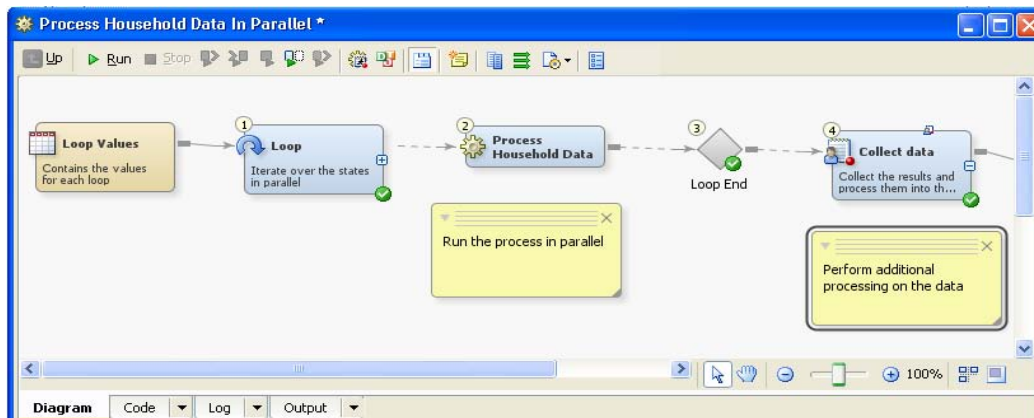 Process Household Data In Parallel *
Up Run Stop
1
Loop Values
Contains the values
for each loop
Loop
Iterate over the states
in parallel
2
Process
Household Data
3
Loop End
4
Collect data
Collect the results and
process them into th...
Run the process in parallel
Perform additional
processing on the data
100%
Diagram Code Log Output